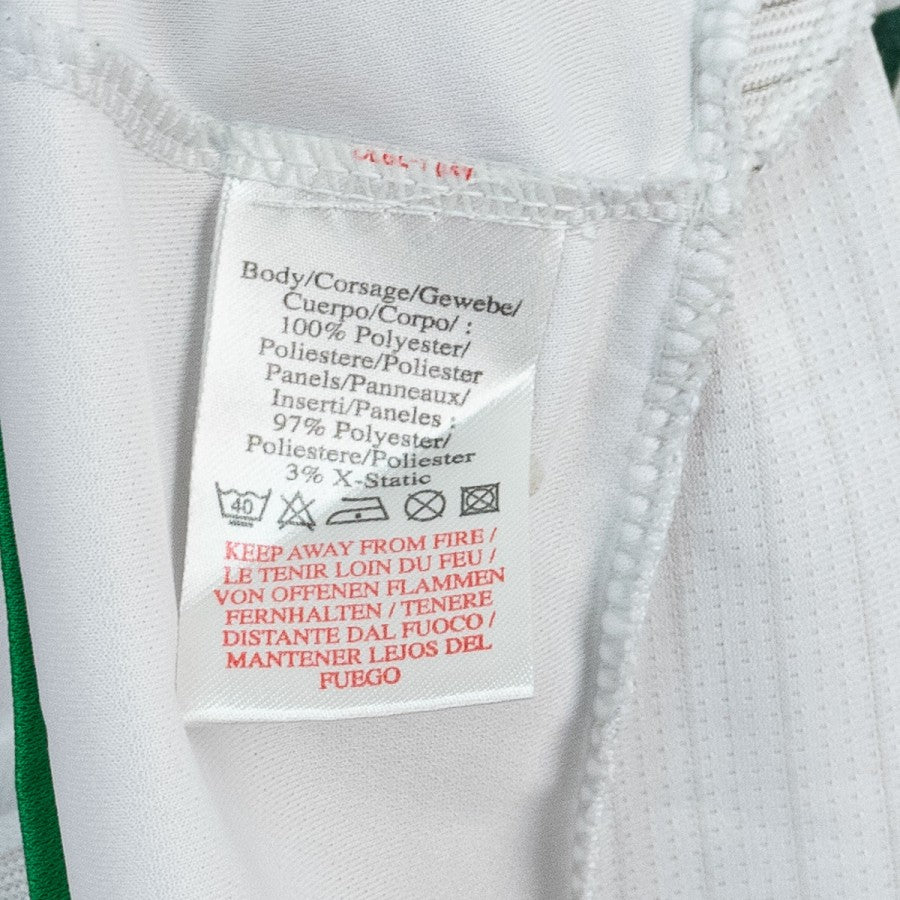 Body/Corsage/Gewebe/
Cuerpo/Corpo/ :
100% Polyester/
Poliestere/Poliester
Panels/Panneaux/
Inserti/Paneles :
97% Polyester/
Poliestere/Poliester
3% X-Static
40
KEEP AWAY FROM FIRE /
LE TENIR LOIN DU FEU /
VON OFFENEN FLAMMEN
FERNHALTEN / TENERE
DISTANTE DAL FUOCO /
MANTENER LEJOS DEL
FUEGO